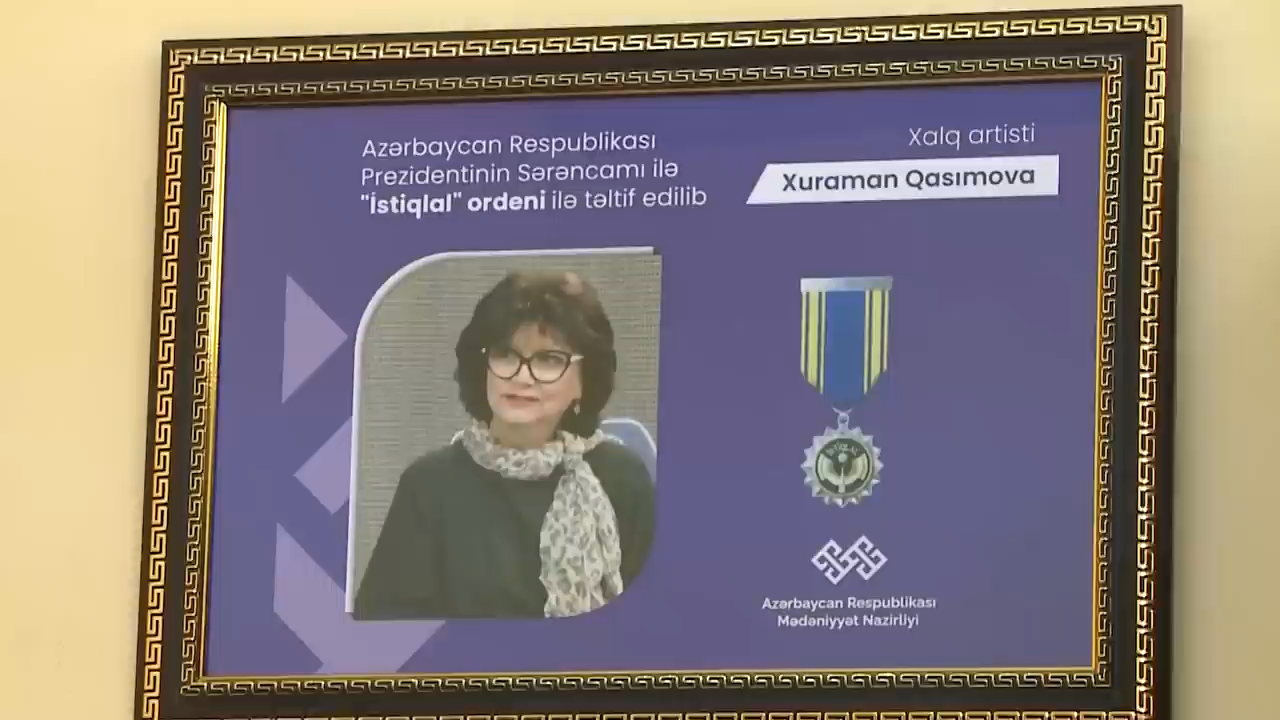 Azərbaycan Respublikası
Prezidentinin Sərəncamı ilə
"İstiqlal" ordeni ilə təltif edilib
Xalq artisti
Xuraman Qasımova
Azərbaycan Respublikası
Mədəniyyət Nazirliyi